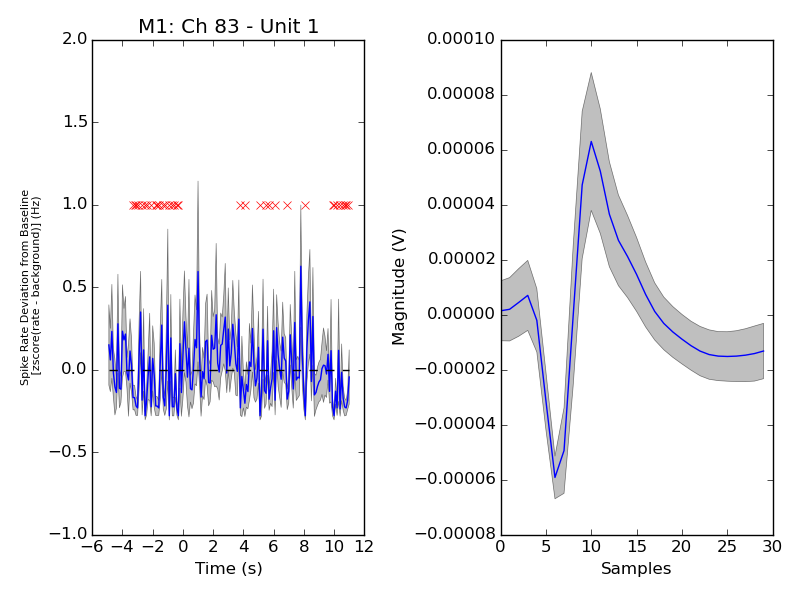 M1: Ch 83 - Unit 1
2.0
1.5
1.0
0.5
0.0
−0.5
−1.0
−6 −4 −2 0 2 4 6 8 10 12
Time (s)
Spike Rate Deviation from Baseline
[zscore(rate - background)] (Hz)
0.00010
0.00008
0.00006
0.00004
0.00002
0.00000
−0.00002
−0.00004
−0.00006
−0.00008
0 5 10 15 20 25 30
Samples
Magnitude (V)